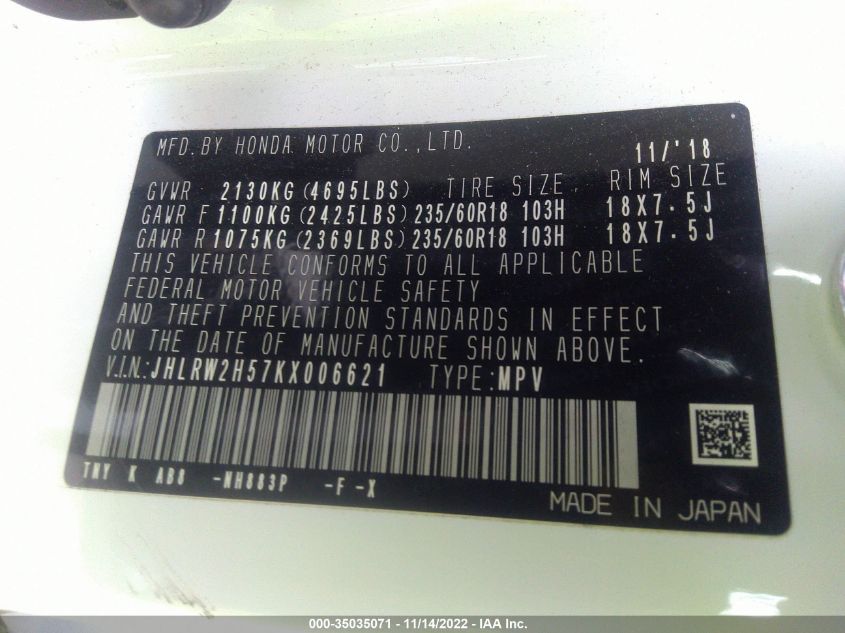 MFD. BY HONDA MOTOR CO., LTD. 11/'18
GVWR 2130KG (4695LBS) TIRE SIZE RIM SIZE
GAWR F 1100KG (2425LBS) 235/60R18 103H 18X7.5J
GAWR R 1075KG (2369LBS) 235/60R18 103H 18X7.5J
THIS VEHICLE CONFORMS TO ALL APPLICABLE
FEDERAL MOTOR VEHICLE SAFETY
AND THEFT PREVENTION STANDARDS IN EFFECT
ON THE DATE OF MANUFACTURE SHOWN ABOVE.
V.I.N.: JHLRW2H57KX006621 TYPE: MPV
TNY K AB8 -NH883P -F -X
MADE IN JAPAN
000-35035071 - 11/14/2022 - IAA Inc.